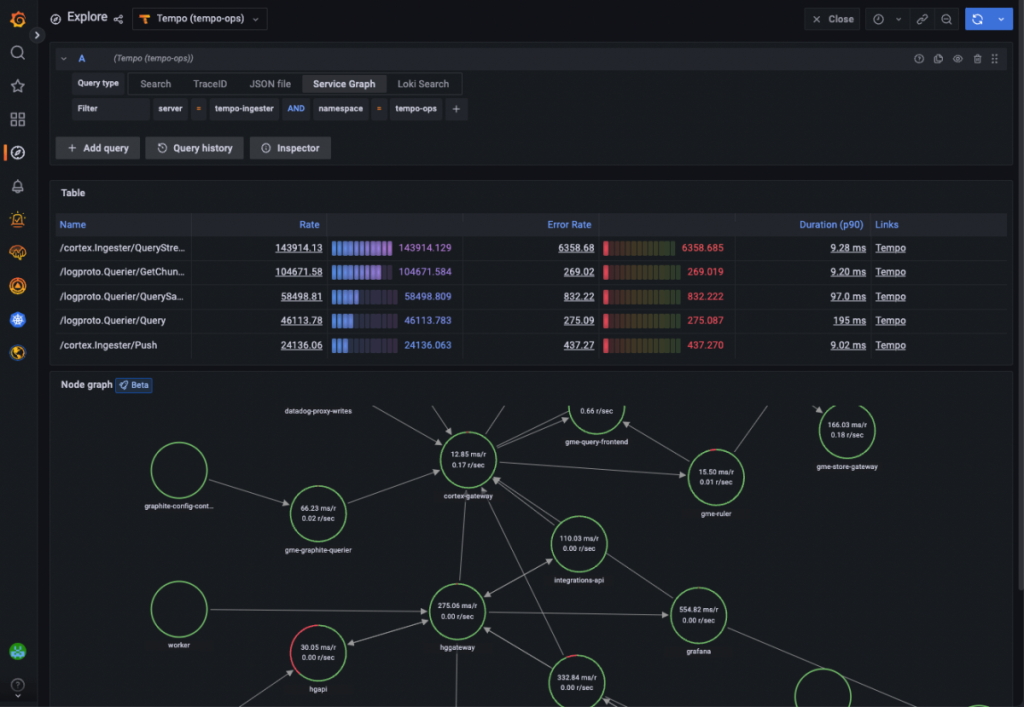 Explore
Tempo (tempo-ops)
Close
A
(Tempo (tempo-ops))
Query type
Search
TraceID
JSON file
Service Graph
Loki Search
Filter
server
=
tempo-ingester
AND
namespace
=
tempo-ops
+
+ Add query
Query history
Inspector
Table
Name Rate Error Rate Duration (p90) Links
/cortex.Ingester/QueryStre... 143914.13 143914.129 6358.68 6358.685 9.28 ms Tempo
/logproto.Querier/GetChun... 104671.58 104671.584 269.02 269.019 9.20 ms Tempo
/logproto.Querier/QuerySa... 58498.81 58498.809 832.22 832.222 97.0 ms Tempo
/logproto.Querier/Query 46113.78 46113.783 275.09 275.087 195 ms Tempo
/cortex.Ingester/Push 24136.06 24136.063 437.27 437.270 9.02 ms Tempo
Node graph
Beta
datadog-proxy-writes
0.66 r/sec
gme-query-frontend
166.03 ms/r
0.18 r/sec
gme-store-gateway
12.85 ms/r
0.17 r/sec
cortex-gateway
15.50 ms/r
0.01 r/sec
gme-ruler
graphite-config-cont...
66.23 ms/r
0.02 r/sec
gme-graphite-querier
110.03 ms/r
0.00 r/sec
integrations-api
worker
275.06 ms/r
0.00 r/sec
hggateway
554.82 ms/r
0.00 r/sec
grafana
30.05 ms/r
0.00 r/sec
hgapi
332.84 ms/r
0.00 r/sec